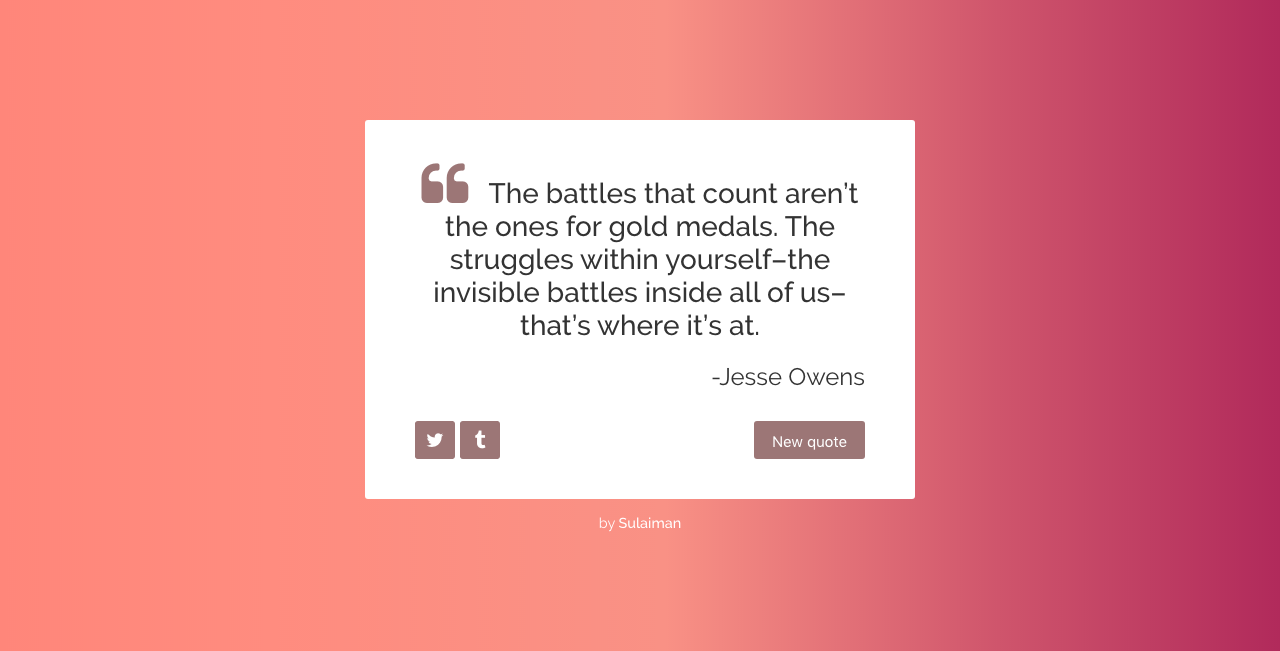 The battles that count aren’t
the ones for gold medals. The
struggles within yourself–the
invisible battles inside all of us–
that’s where it’s at.
-Jesse Owens
New quote
by Sulaiman